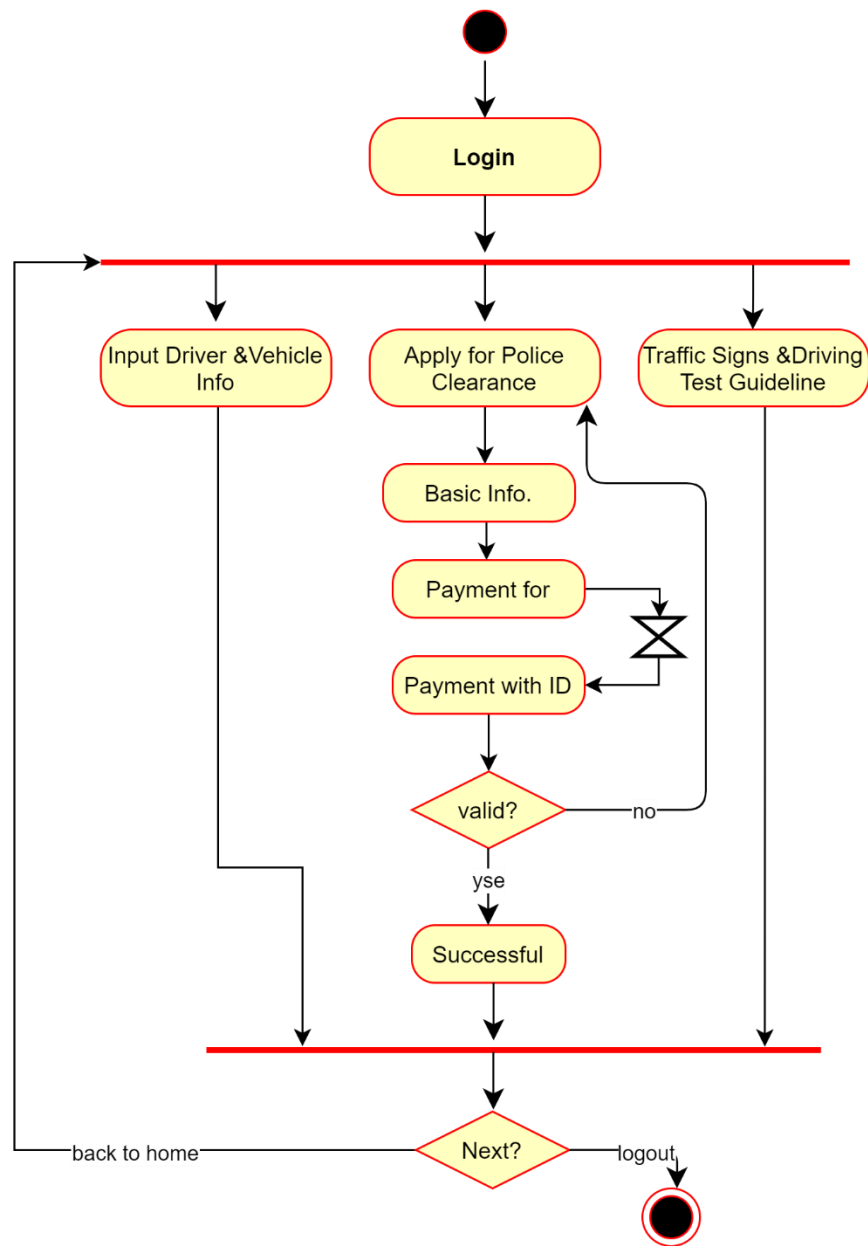 Login
Input Driver &Vehicle
Info
Apply for Police
Clearance
Traffic Signs &Driving
Test Guideline
Basic Info.
Payment for
Payment with ID
valid?
no
yse
Successful
Next?
back to home
logout